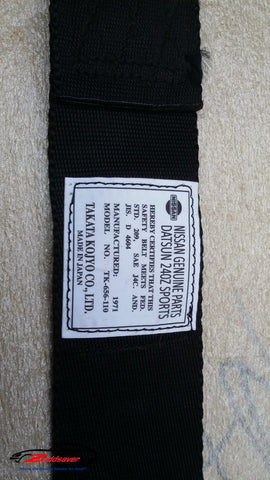 NISSAN
NISSAN GENUINE PARTS
DATSUN 240Z SPORTS
HEREBY CERTIFIES THAT THIS
SAFETY BELT MEETS FED.
STD. 209, SAE J4C. AND.
JIS. D 4604
MANUFACTURED: 1971
MODEL NO. TK-656-110
TAKATA KOJYO CO., LTD.
MADE IN JAPAN